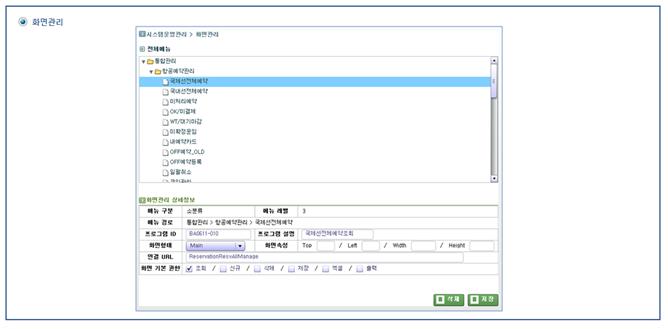 화면관리
시스템운영관리 > 화면관리
전체메뉴
통합관리
항공예약관리
국제선전체예약
국내선전체예약
미처리예약
OK/미결제
WT/대기마감
미확정운임
내예약카드
OFF예약_OLD
OFF예약등록
일괄취소
화면관리 상세정보
메뉴 구분 소분류 메뉴 레벨 3
메뉴 경로 통합관리 > 항공예약관리 > 국제선전체예약
프로그램 ID BA0611-010 프로그램 설명 국제선전체예약조회
화면형태 Main 화면속성 Top / Left / Width / Height
연결 URL ReservationResvAllManage
화면 기본 권한 조회 / 신규 / 삭제 / 저장 / 엑셀 / 출력
삭제 저장